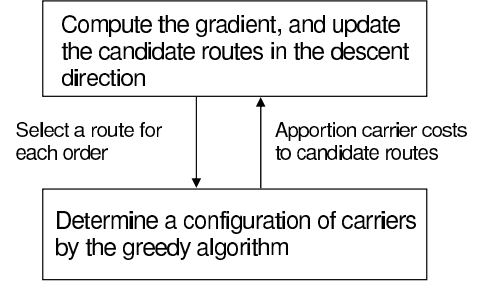 Compute the gradient, and update
the candidate routes in the descent
direction
Select a route for
each order
Apportion carrier costs
to candidate routes
Determine a configuration of carriers
by the greedy algorithm